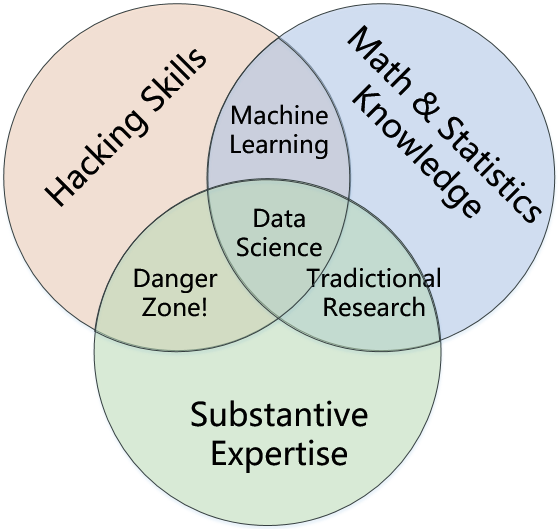 Hacking Skills
Math & Statistics
Knowledge
Machine
Learning
Data
Science
Danger
Zone!
Tradictional
Research
Substantive
Expertise